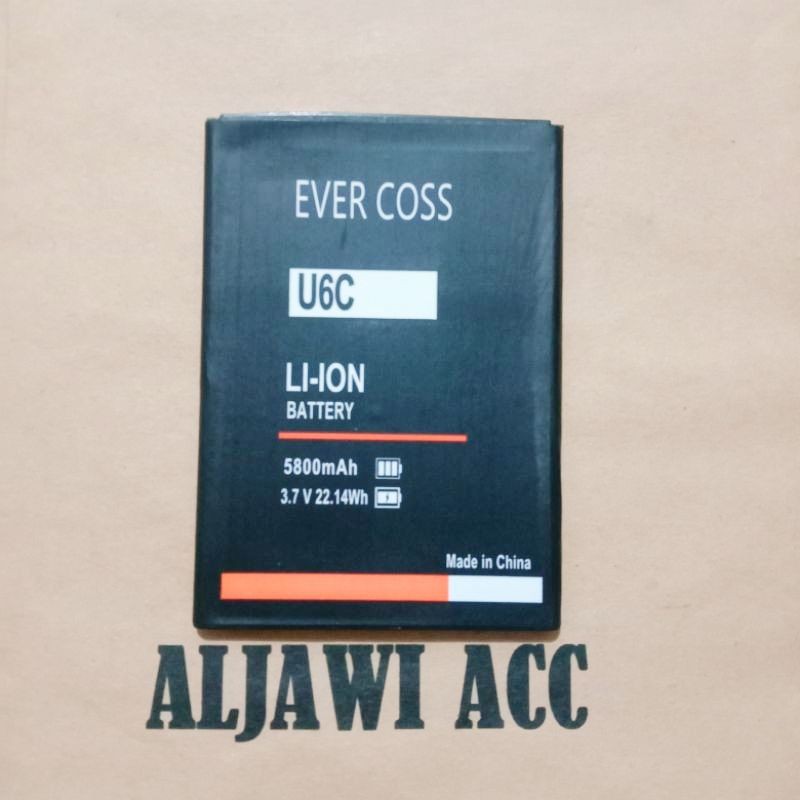 EVER COSS
U6C
LI-ION
BATTERY
5800mAh
3.7 V 22.14Wh
Made in China
ALJAWI ACC